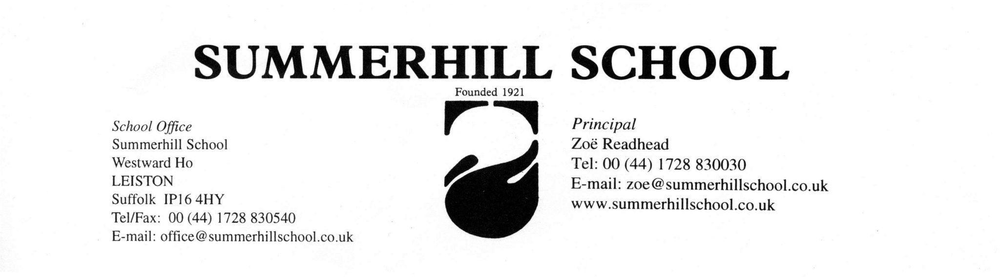 SUMMERHILL SCHOOL
Founded 1921
School Office
Summerhill School
Westward Ho
LEISTON
Suffolk IP16 4HY
Tel/Fax: 00 (44) 1728 830540
E-mail: office@summerhillschool.co.uk
Principal
Zoë Readhead
Tel: 00 (44) 1728 830030
E-mail: zoe@summerhillschool.co.uk
www.summerhillschool.co.uk